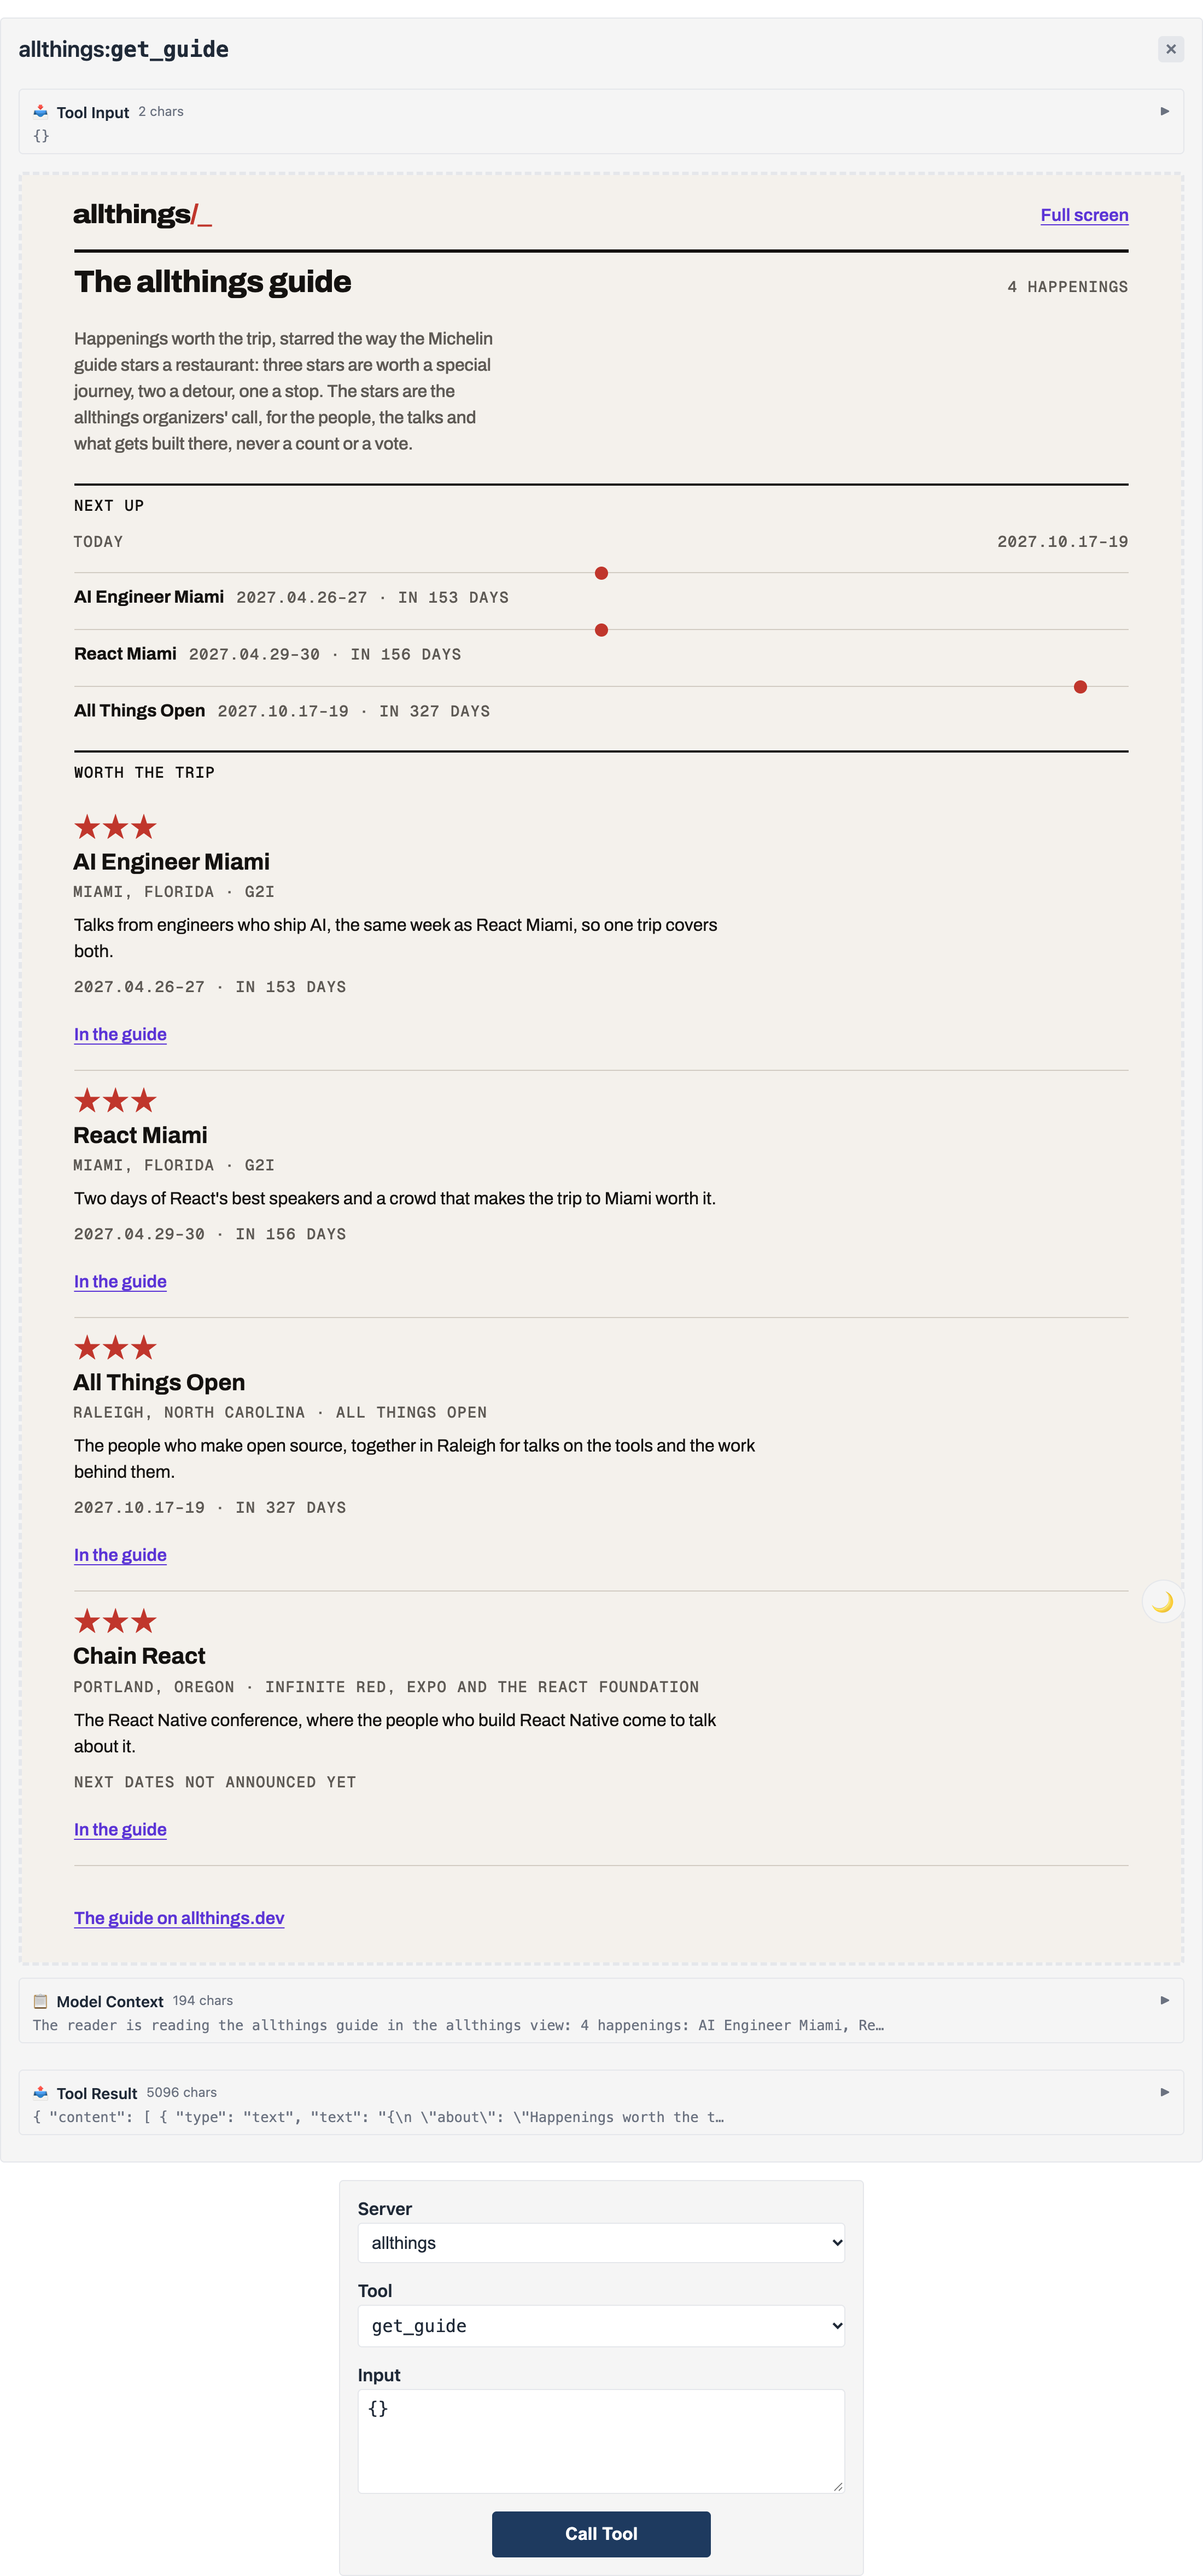 allthings:get_guide
Tool Input 2 chars
{}
allthings/_
Full screen
The allthings guide
4 HAPPENINGS
Happenings worth the trip, starred the way the Michelin
guide stars a restaurant: three stars are worth a special
journey, two a detour, one a stop. The stars are the
allthings organizers' call, for the people, the talks and
what gets built there, never a count or a vote.
NEXT UP
TODAY
2027.10.17–19
AI Engineer Miami 2027.04.26–27 · IN 153 DAYS
React Miami 2027.04.29–30 · IN 156 DAYS
All Things Open 2027.10.17–19 · IN 327 DAYS
WORTH THE TRIP
★★★
AI Engineer Miami
MIAMI, FLORIDA · G2I
Talks from engineers who ship AI, the same week as React Miami, so one trip covers
both.
2027.04.26–27 · IN 153 DAYS
In the guide
★★★
React Miami
MIAMI, FLORIDA · G2I
Two days of React's best speakers and a crowd that makes the trip to Miami worth it.
2027.04.29–30 · IN 156 DAYS
In the guide
★★★
All Things Open
RALEIGH, NORTH CAROLINA · ALL THINGS OPEN
The people who make open source, together in Raleigh for talks on the tools and the work
behind them.
2027.10.17–19 · IN 327 DAYS
In the guide
★★★
Chain React
PORTLAND, OREGON · INFINITE RED, EXPO AND THE REACT FOUNDATION
The React Native conference, where the people who build React Native come to talk
about it.
NEXT DATES NOT ANNOUNCED YET
In the guide
The guide on allthings.dev
Model Context 194 chars
The reader is reading the allthings guide in the allthings view: 4 happenings: AI Engineer Miami, Re…
Tool Result 5096 chars
{ "content": [ { "type": "text", "text": "{\n \"about\": \"Happenings worth the t…
Server
allthings
Tool
get_guide
Input
{}
Call Tool